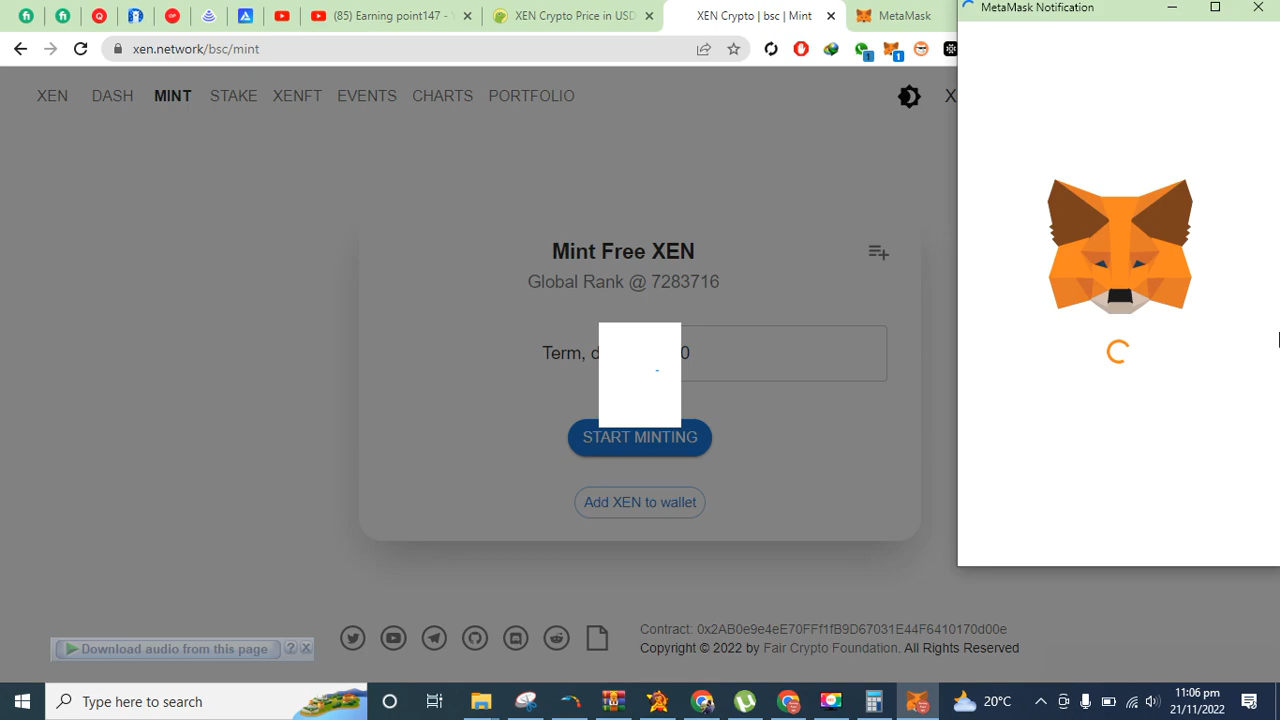 (85) Earning point147 -
XEN Crypto Price in USD
XEN Crypto | bsc | Mint
MetaMask
MetaMask Notification
xen.network/bsc/mint
1
1
XEN
DASH
MINT
STAKE
XENFT
EVENTS
CHARTS
PORTFOLIO
X
Mint Free XEN
Global Rank @ 7283716
Term, d
0
START MINTING
Add XEN to wallet
Contract: 0x2AB0e9e4eE70FFf1fB9D67031E44F6410170d00e
Copyright © 2022 by Fair Crypto Foundation. All Rights Reserved
Download audio from this page
?
Type here to search
20°C
11:06 pm
21/11/2022